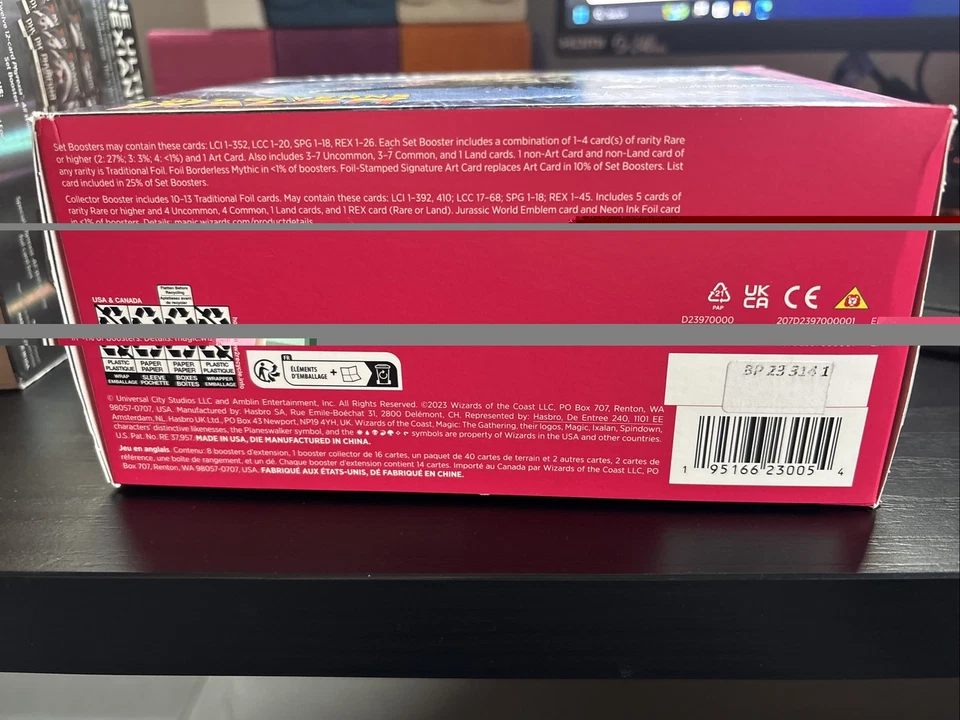 Set Boosters may contain these cards: LCI 1-352, LCC 1-20, SPG 1-18, REX 1-26. Each Set Booster includes a combination of 1-4 card(s) of rarity Rare
or higher (2: 27%; 3: 3%; 4: <1%) and 1 Art Card. Also includes 3-7 Uncommon, 3-7 Common, and 1 Land cards. 1 non-Art Card and non-Land card of
any rarity is Traditional Foil. Foil Borderless Mythic in <1% of boosters. Foil-Stamped Signature Art Card replaces Art Card in 10% of Set Boosters. List
card included in 25% of Set Boosters.
Collector Booster includes 10-13 Traditional Foil cards. May contain these cards: LCI 1-392, 410; LCC 17-68; SPG 1-18; REX 1-45. Includes 5 cards of
rarity Rare or higher and 4 Uncommon, 4 Common, 1 Land cards, and 1 REX card (Rare or Land). Jurassic World Emblem card and Neon Ink Foil card
in <1% of boosters. Details: magic.wizards.com/productdetails
USA & CANADA
Flatten Before
Recycling
21
PAP
UK
CA
CE
D23970000
207D2397000001
PLASTIC
PLASTIQUE
PAPER
PAPIER
PAPER
PAPIER
PLASTIC
PLASTIQUE
WRAP
EMBALLAGE
SLEEVE
POCHETTE
BOXES
BOÎTES
WRAPPER
EMBALLAGE
FR
ÉLÉMENTS
D'EMBALLAGE
+
BP 23 314 1
© Universal City Studios LLC and Amblin Entertainment, Inc. All Rights Reserved. ©2023 Wizards of the Coast LLC, PO Box 707, Renton, WA
98057-0707, USA. Manufactured by: Hasbro SA, Rue Emile-Boéchat 31, 2800 Delémont, CH. Represented by: Hasbro, De Entree 240, 1101 EE
Amsterdam, NL. Hasbro UK Ltd., PO Box 43 Newport, NP19 4YH, UK. Wizards of the Coast, Magic: The Gathering, their logos, Magic, Ixalan, Spindown,
characters' distinctive likenesses, the Planeswalker symbol, and the symbols are property of Wizards in the USA and other countries.
U.S. Pat. No. RE 37,957. MADE IN USA, DIE MANUFACTURED IN CHINA.
Jeu en anglais. Contenu: 8 boosters d'extension, 1 booster collector de 16 cartes, un paquet de 40 cartes de terrain et 2 autres cartes, 2 cartes de
référence, une boîte de rangement, et un dé. Chaque booster d'extension contient 14 cartes. Importé au Canada par Wizards of the Coast LLC, PO
Box 707, Renton, WA 98057-0707, USA. FABRIQUÉ AUX ÉTATS-UNIS, DÉ FABRIQUÉ EN CHINE.
1 95166 23005 4